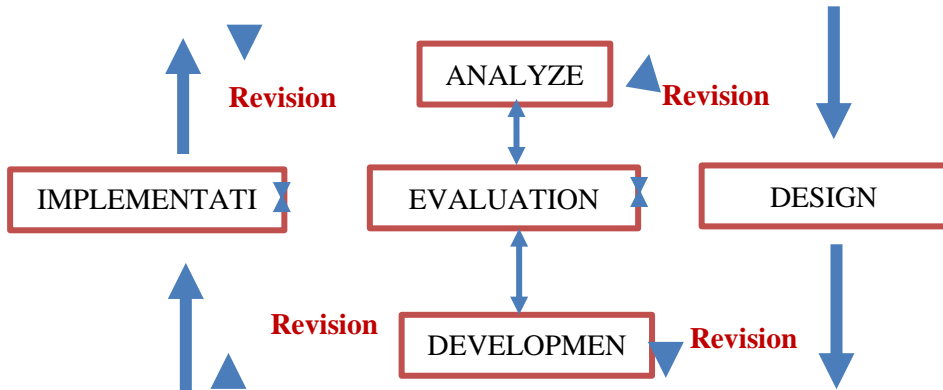 ANALYZE
Revision
Revision
IMPLEMENTATI
EVALUATION
DESIGN
Revision
DEVELOPMEN
Revision